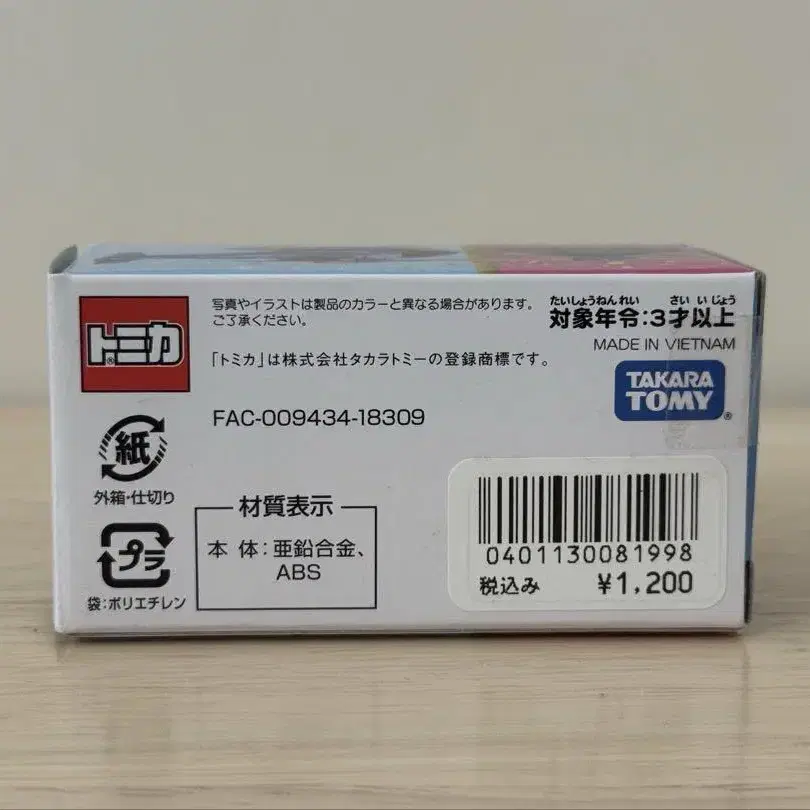 トミカ®
写真やイラストは製品のカラーと異なる場合があります。
ご了承ください。
「トミカ」は株式会社タカラトミーの登録商標です。
FAC-009434-18309
たいしょうねんれい さい いじょう
対象年令:3才以上
MADE IN VIETNAM
TAKARA
TOMY®
紙
外箱・仕切り
プラ
袋:ポリエチレン
材質表示
本 体:亜鉛合金、
ABS
0401130081998
税込み ¥1,200